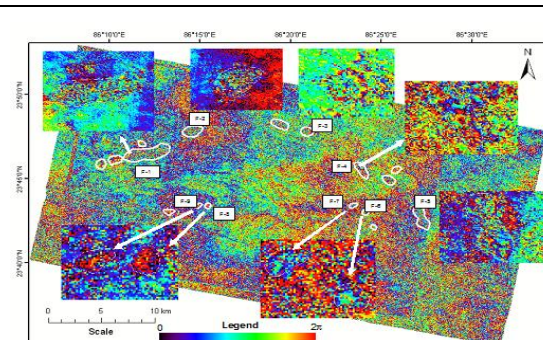 86°10'0"E 86°15'0"E 86°20'0"E 86°25'0"E 86°30'0"E
N
23°50'0"N
F-2
F-3
F-4
F-1
23°45'0"N
F-9
F-8
F-7
F-6
F-5
23°40'0"N
0 5 10 km
Scale
Legend
0 2π